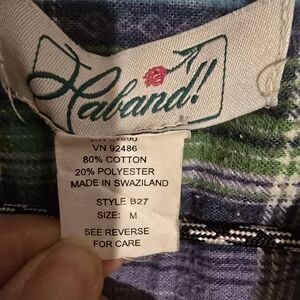 Haband!!
VN 92486
80% COTTON
20% POLYESTER
MADE IN SWAZILAND
STYLE B27
SIZE: M
SEE REVERSE
FOR CARE